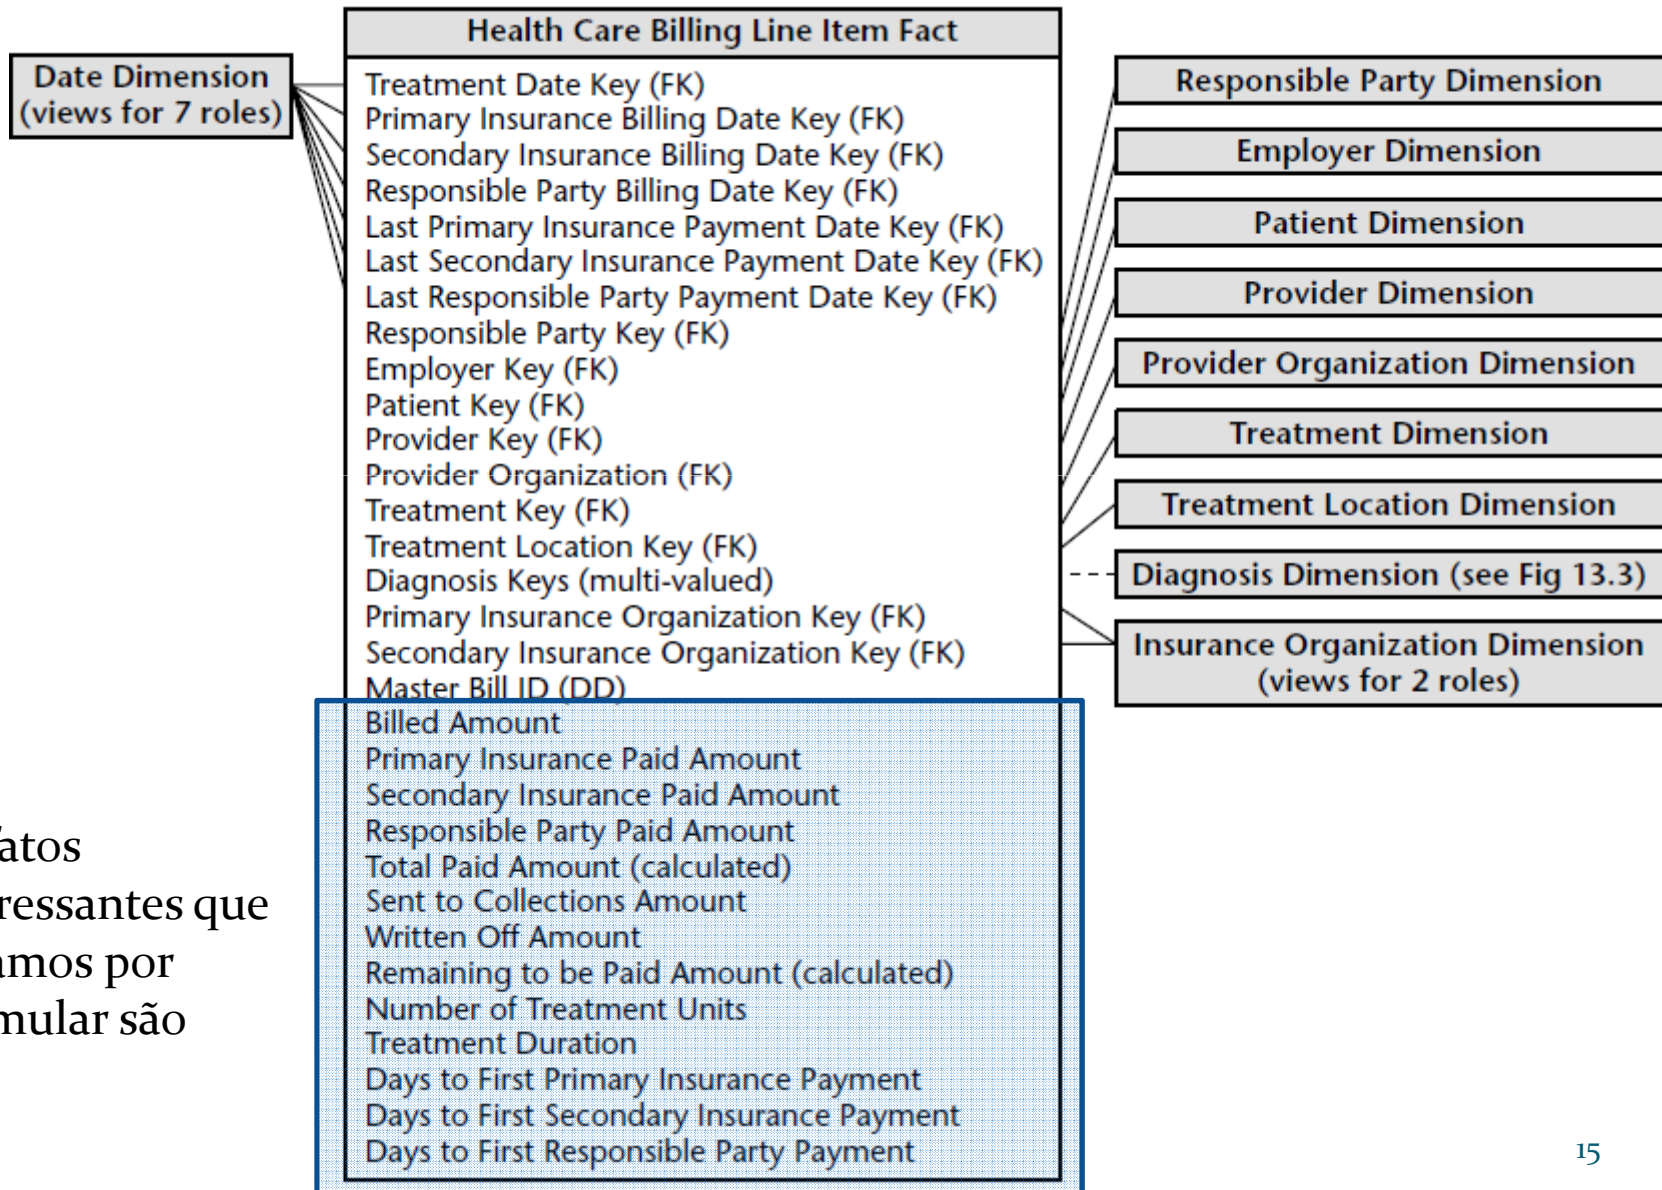 Health Care Billing Line Item Fact
Date Dimension
(views for 7 roles)
Treatment Date Key (FK)
Primary Insurance Billing Date Key (FK)
Secondary Insurance Billing Date Key (FK)
Responsible Party Billing Date Key (FK)
Last Primary Insurance Payment Date Key (FK)
Last Secondary Insurance Payment Date Key (FK)
Last Responsible Party Payment Date Key (FK)
Responsible Party Key (FK)
Employer Key (FK)
Patient Key (FK)
Provider Key (FK)
Provider Organization (FK)
Treatment Key (FK)
Treatment Location Key (FK)
Diagnosis Keys (multi-valued)
Primary Insurance Organization Key (FK)
Secondary Insurance Organization Key (FK)
Master Bill ID (DD)
Billed Amount
Primary Insurance Paid Amount
Secondary Insurance Paid Amount
Responsible Party Paid Amount
Total Paid Amount (calculated)
Sent to Collections Amount
Written Off Amount
Remaining to be Paid Amount (calculated)
Number of Treatment Units
Treatment Duration
Days to First Primary Insurance Payment
Days to First Secondary Insurance Payment
Days to First Responsible Party Payment
Responsible Party Dimension
Employer Dimension
Patient Dimension
Provider Dimension
Provider Organization Dimension
Treatment Dimension
Treatment Location Dimension
Diagnosis Dimension (see Fig 13.3)
Insurance Organization Dimension
(views for 2 roles)
atos
ressantes que
amos por
mular são
15